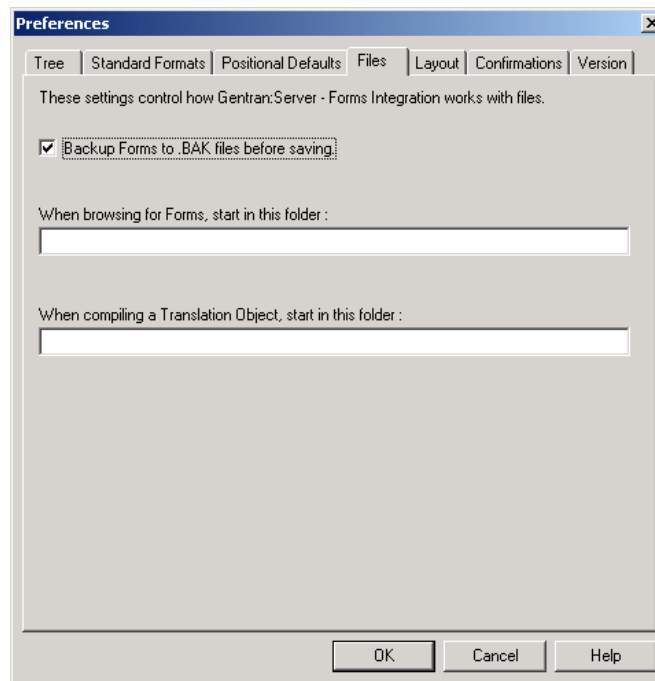 Preferences
Tree Standard Formats Positional Defaults Files Layout Confirmations Version
These settings control how Gentran:Server - Forms Integration works with files.
Backup Forms to .BAK files before saving.
When browsing for Forms, start in this folder :
When compiling a Translation Object, start in this folder :
OK Cancel Help